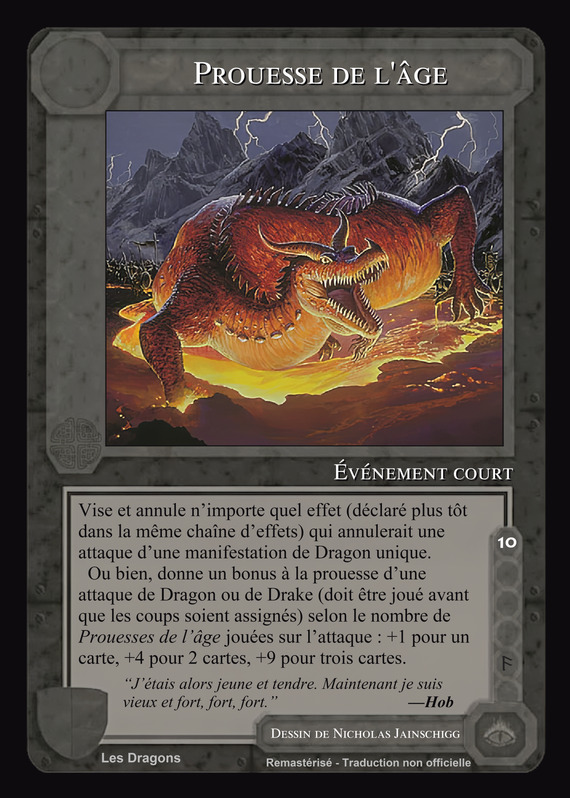 Prouesse de l'âge
Événement court
Vise et annule n’importe quel effet (déclaré plus tôt
dans la même chaîne d’effets) qui annulerait une
attaque d’une manifestation de Dragon unique.
Ou bien, donne un bonus à la prouesse d’une
attaque de Dragon ou de Drake (doit être joué avant
que les coups soient assignés) selon le nombre de
Prouesses de l’âge jouées sur l’attaque : +1 pour un
carte, +4 pour 2 cartes, +9 pour trois cartes.
“J’étais alors jeune et tendre. Maintenant je suis
vieux et fort, fort, fort.” —Hob
10
Dessin de Nicholas Jainschigg
Les Dragons
Remastérisé - Traduction non officielle